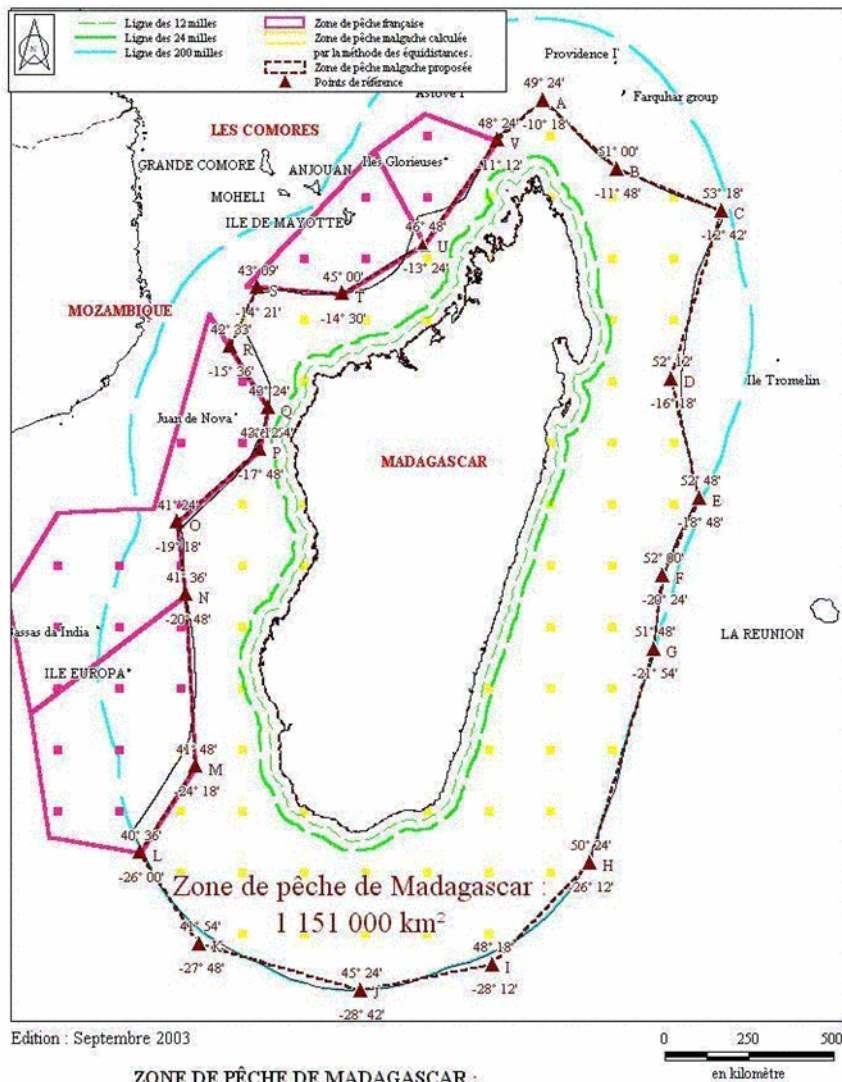 Ligne des 12 milles
Ligne des 24 milles
Ligne des 200 milles
Zone de pêche française
Zone de pêche malgache calculée
par la méthode des équidistances.
Zone de pêche malgache proposée
Points de référence
N
Providence I'
Astove I'
49° 24'
A
-10° 18'
Farquhar group
48° 24'
V
-11° 12'
LES COMORES
GRANDE COMORE
ANJOUAN
Iles Glorieuses
MOHELI
ILE DE MAYOTTE
51° 00'
B
-11° 48'
53° 18'
C
-12° 42'
46° 48'
U
-13° 24'
43° 09'
S
-14° 21'
45° 00'
T
-14° 30'
MOZAMBIQUE
42° 33'
R
-15° 36'
52° 12'
D
-16° 18'
Ile Tromelin
Juan de Nova
43° 24'
Q
P
-17° 48'
MADAGASCAR
52° 48'
E
-18° 48'
41° 24'
O
-19° 18'
41° 36'
N
-20° 48'
52° 00'
F
-20° 24'
51° 48'
G
-21° 54'
LA REUNION
Bassas da India
ILE EUROPA
41° 48'
M
-24° 18'
40° 36'
L
-26° 00'
50° 24'
H
-26° 12'
Zone de pêche de Madagascar :
1 151 000 km²
41° 54'
K
-27° 48'
48° 18'
I
-28° 12'
45° 24'
J
-28° 42'
Edition : Septembre 2003
0 250 500
en kilomètre
ZONE DE PÊCHE DE MADAGASCAR :